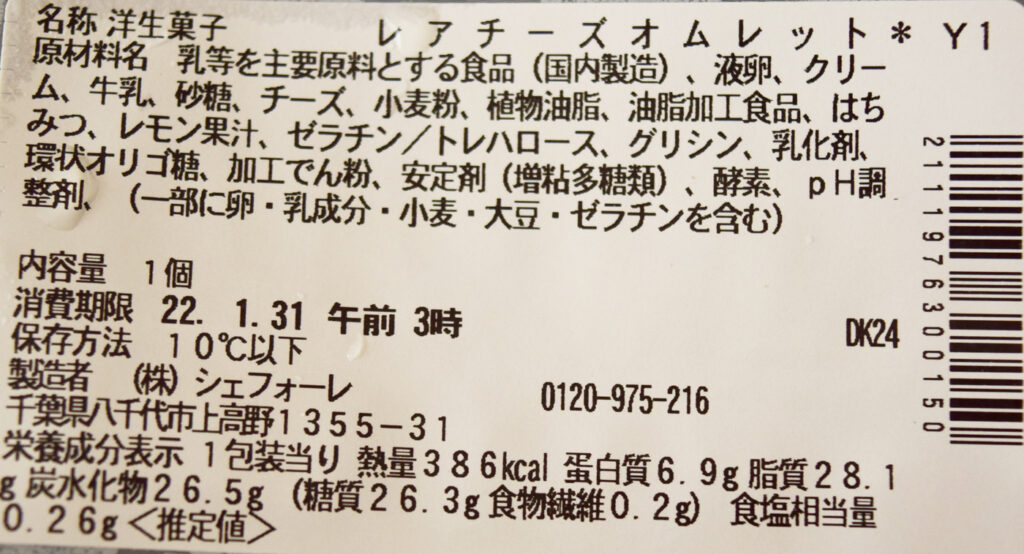 名称 洋生菓子　レアチーズオムレット＊ Ｙ１
原材料名　乳等を主要原料とする食品（国内製造）、液卵、クリー
ム、牛乳、砂糖、チーズ、小麦粉、植物油脂、油脂加工食品、はち
みつ、レモン果汁、ゼラチン／トレハロース、グリシン、乳化剤、
環状オリゴ糖、加工でん粉、安定剤（増粘多糖類）、酵素、ｐＨ調
整剤、（一部に卵・乳成分・小麦・大豆・ゼラチンを含む）
内容量　１個
消費期限　22. 1.31 午前 3時
保存方法　１０℃以下
DK24
製造者　（株）シェフォーレ
0120-975-216
千葉県八千代市上高野１３５５－３１
栄養成分表示　１包装当り 熱量３８６kcal 蛋白質６.９g 脂質２８.１
g 炭水化物２６.５g （糖質２６.３g 食物繊維０.２g） 食塩相当量
０.２６g＜推定値＞
2111976300150